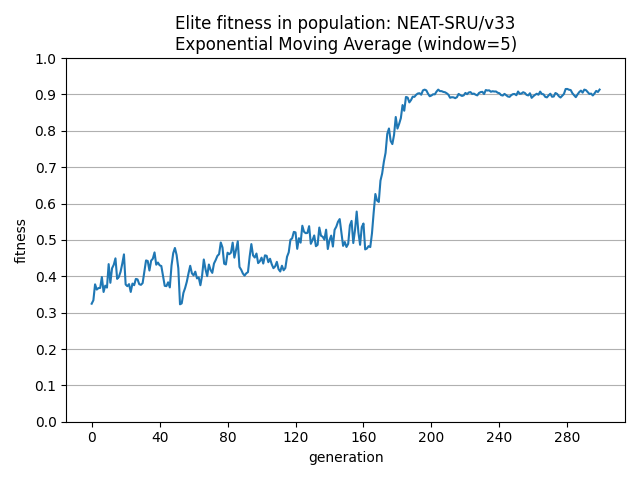 Elite fitness in population: NEAT-SRU/v33
Exponential Moving Average (window=5)
1.0
0.9
0.8
0.7
0.6
0.5
0.4
0.3
0.2
0.1
0.0
fitness
0 40 80 120 160 200 240 280
generation